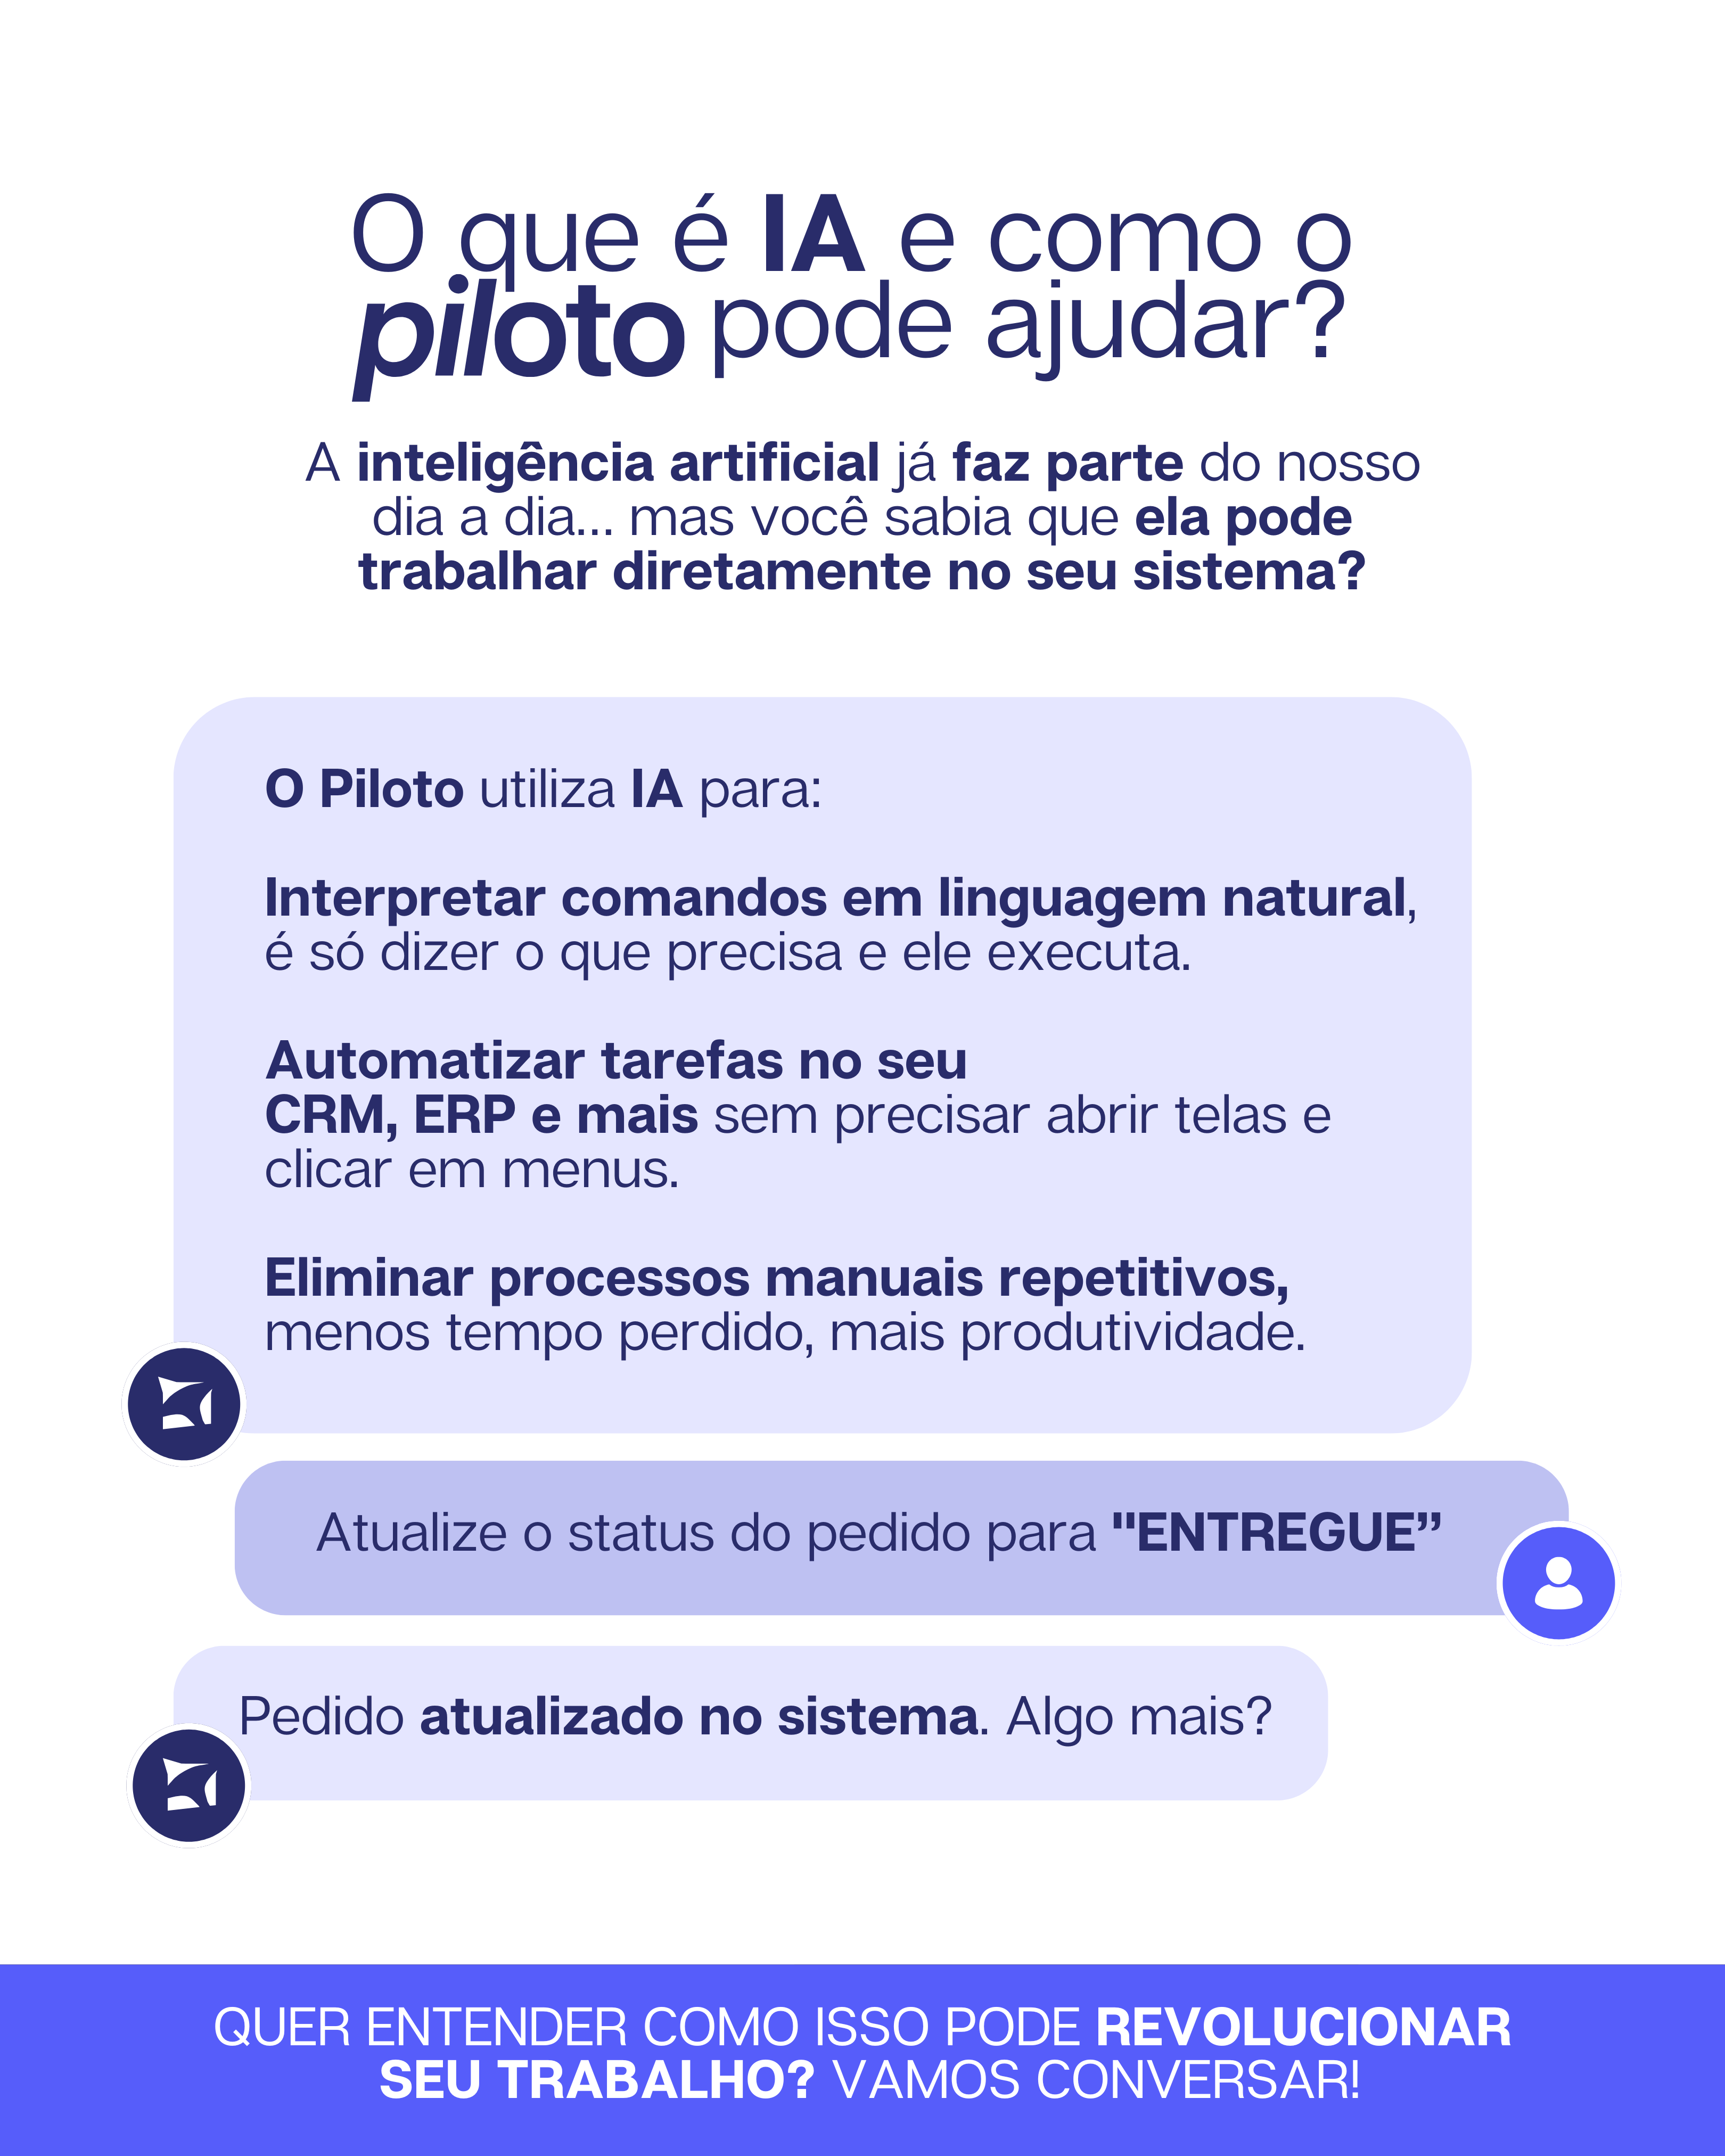 O que é IA e como o
piloto pode ajudar?
A inteligência artificial já faz parte do nosso
dia a dia... mas você sabia que ela pode
trabalhar diretamente no seu sistema?
O Piloto utiliza IA para:
Interpretar comandos em linguagem natural,
é só dizer o que precisa e ele executa.
Automatizar tarefas no seu
CRM, ERP e mais sem precisar abrir telas e
clicar em menus.
Eliminar processos manuais repetitivos,
menos tempo perdido, mais produtividade.
Atualize o status do pedido para "ENTREGUE”
Pedido atualizado no sistema. Algo mais?
QUER ENTENDER COMO ISSO PODE REVOLUCIONAR
SEU TRABALHO? VAMOS CONVERSAR!